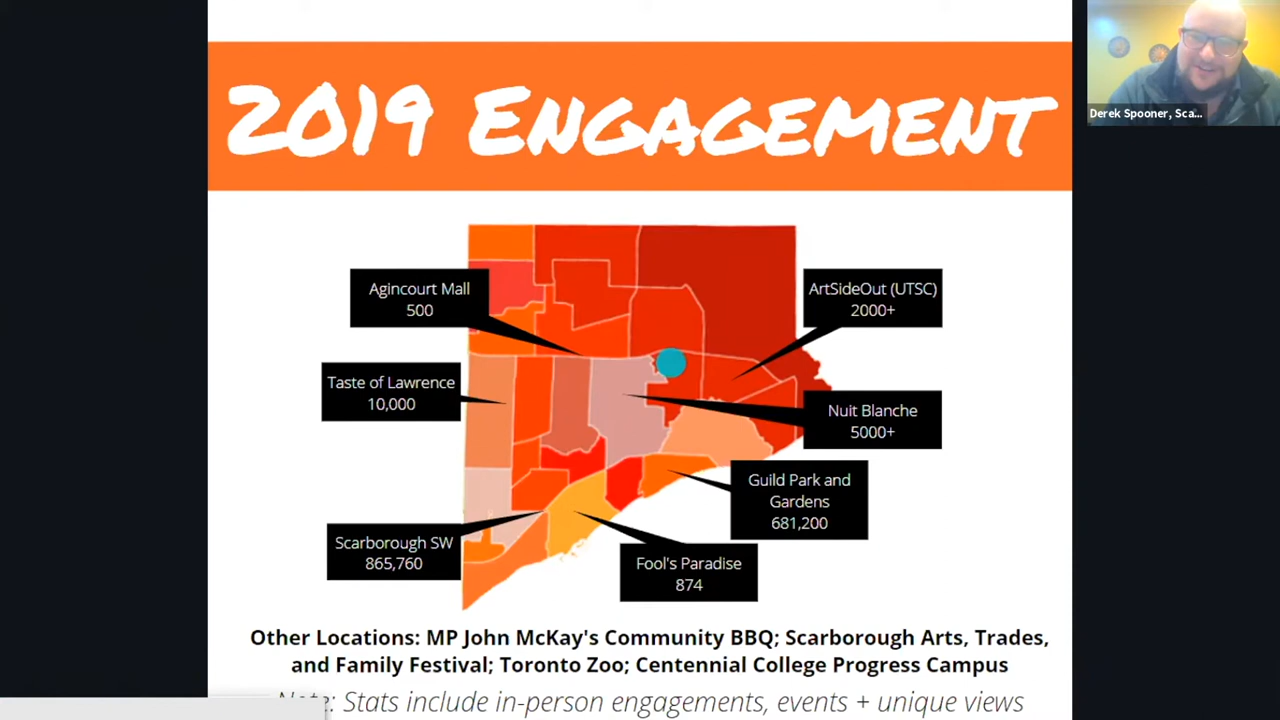 2019 ENGAGEMENT
Derek Spooner, Sca...
Agincourt Mall
500
ArtSideOut (UTSC)
2000+
Taste of Lawrence
10,000
Nuit Blanche
5000+
Guild Park and
Gardens
681,200
Scarborough SW
865,760
Fool's Paradise
874
Other Locations: MP John McKay's Community BBQ; Scarborough Arts, Trades,
and Family Festival; Toronto Zoo; Centennial College Progress Campus
Note: Stats include in-person engagements, events + unique views